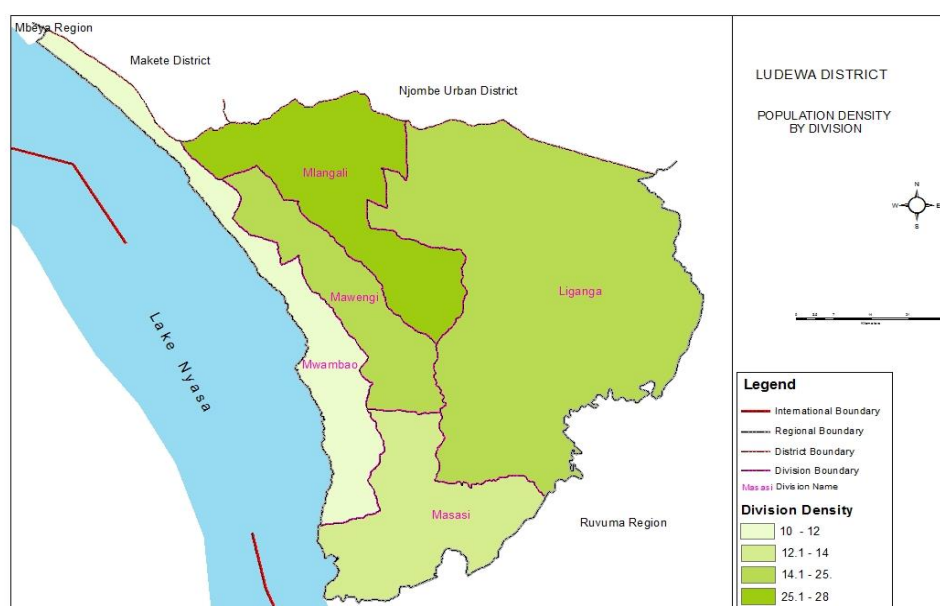 Mbeya Region
Makete District
Njombe Urban District
Mlangali
Mawengi
Liganga
Mwambao
Lake Nyasa
Masasi
Ruvuma Region
LUDEWA DISTRICT
POPULATION DENSITY
BY DIVISION
N
W
E
S
Legend
International Boundary
Regional Boundary
District Boundary
Division Boundary
Masasi Division Name
Division Density
10 - 12
12.1 - 14
14.1 - 25.
25.1 - 28